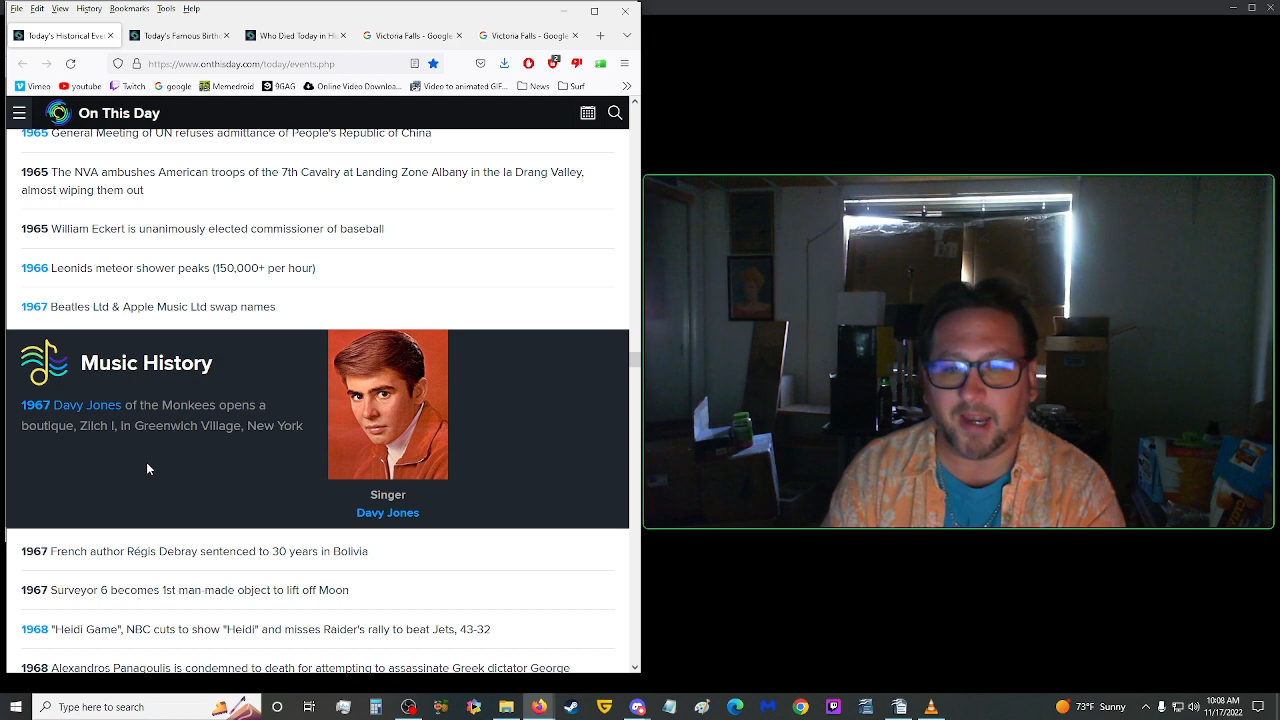 File Edit View History Bookmarks Tools Help
Today's Historical Eve
Today's Famous Birth
Who Died Today in His
Victoria Falls - Google
Victoria Falls - Google
https://www.onthisday.com/today/events.php
2
Vimeo youtube Twitch google Memedroid 9GAG Online Video Downloa... Video to animated GIF... News Surf
On This Day
1965 General Meeting of UN refuses admittance of People's Republic of China
1965 The NVA ambushes American troops of the 7th Cavalry at Landing Zone Albany in the Ia Drang Valley,
almost wiping them out
1965 William Eckert is unanimously elected commissioner of baseball
1966 Leonids meteor shower peaks (150,000+ per hour)
1967 Beatles Ltd & Apple Music Ltd swap names
Music History
1967 Davy Jones of the Monkees opens a
boutique, Zilch I, in Greenwich Village, New York
Singer
Davy Jones
1967 French author Régis Debray sentenced to 30 years in Bolivia
1967 Surveyor 6 becomes 1st man-made object to lift off Moon
1968 "Heidi Game", NBC cuts to show "Heidi" and misses Raider's rally to beat Jets, 43-32
1968 Alexandros Panagoulis is condemned to death for attempting to assassinate Greek dictator George
Type here to search
73°F Sunny
10:08 AM
11/17/2022